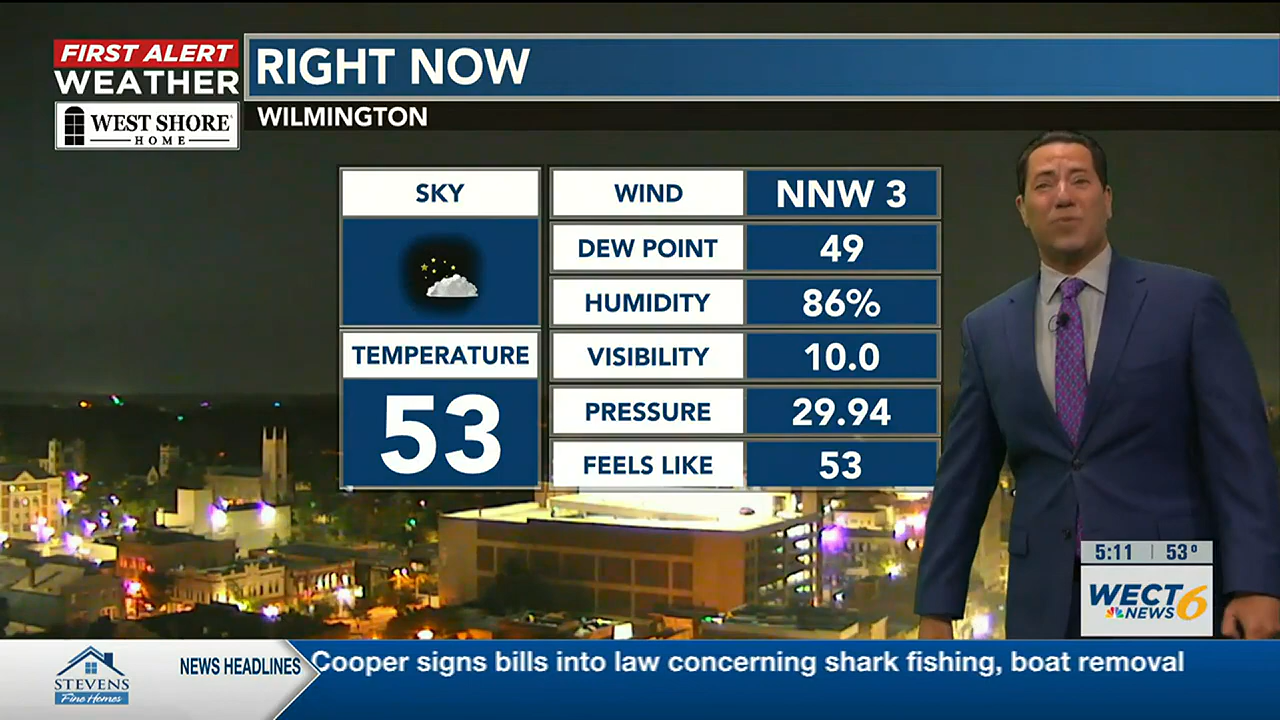 FIRST ALERT
WEATHER
RIGHT NOW
WEST SHORE
HOME
WILMINGTON
SKY
WIND
NNW 3
DEW POINT
49
HUMIDITY
86%
TEMPERATURE
VISIBILITY
10.0
53
PRESSURE
29.94
FEELS LIKE
53
5:11
53°
WECT 6
NEWS
STEVENS
Fine Homes
NEWS HEADLINES
Cooper signs bills into law concerning shark fishing, boat removal